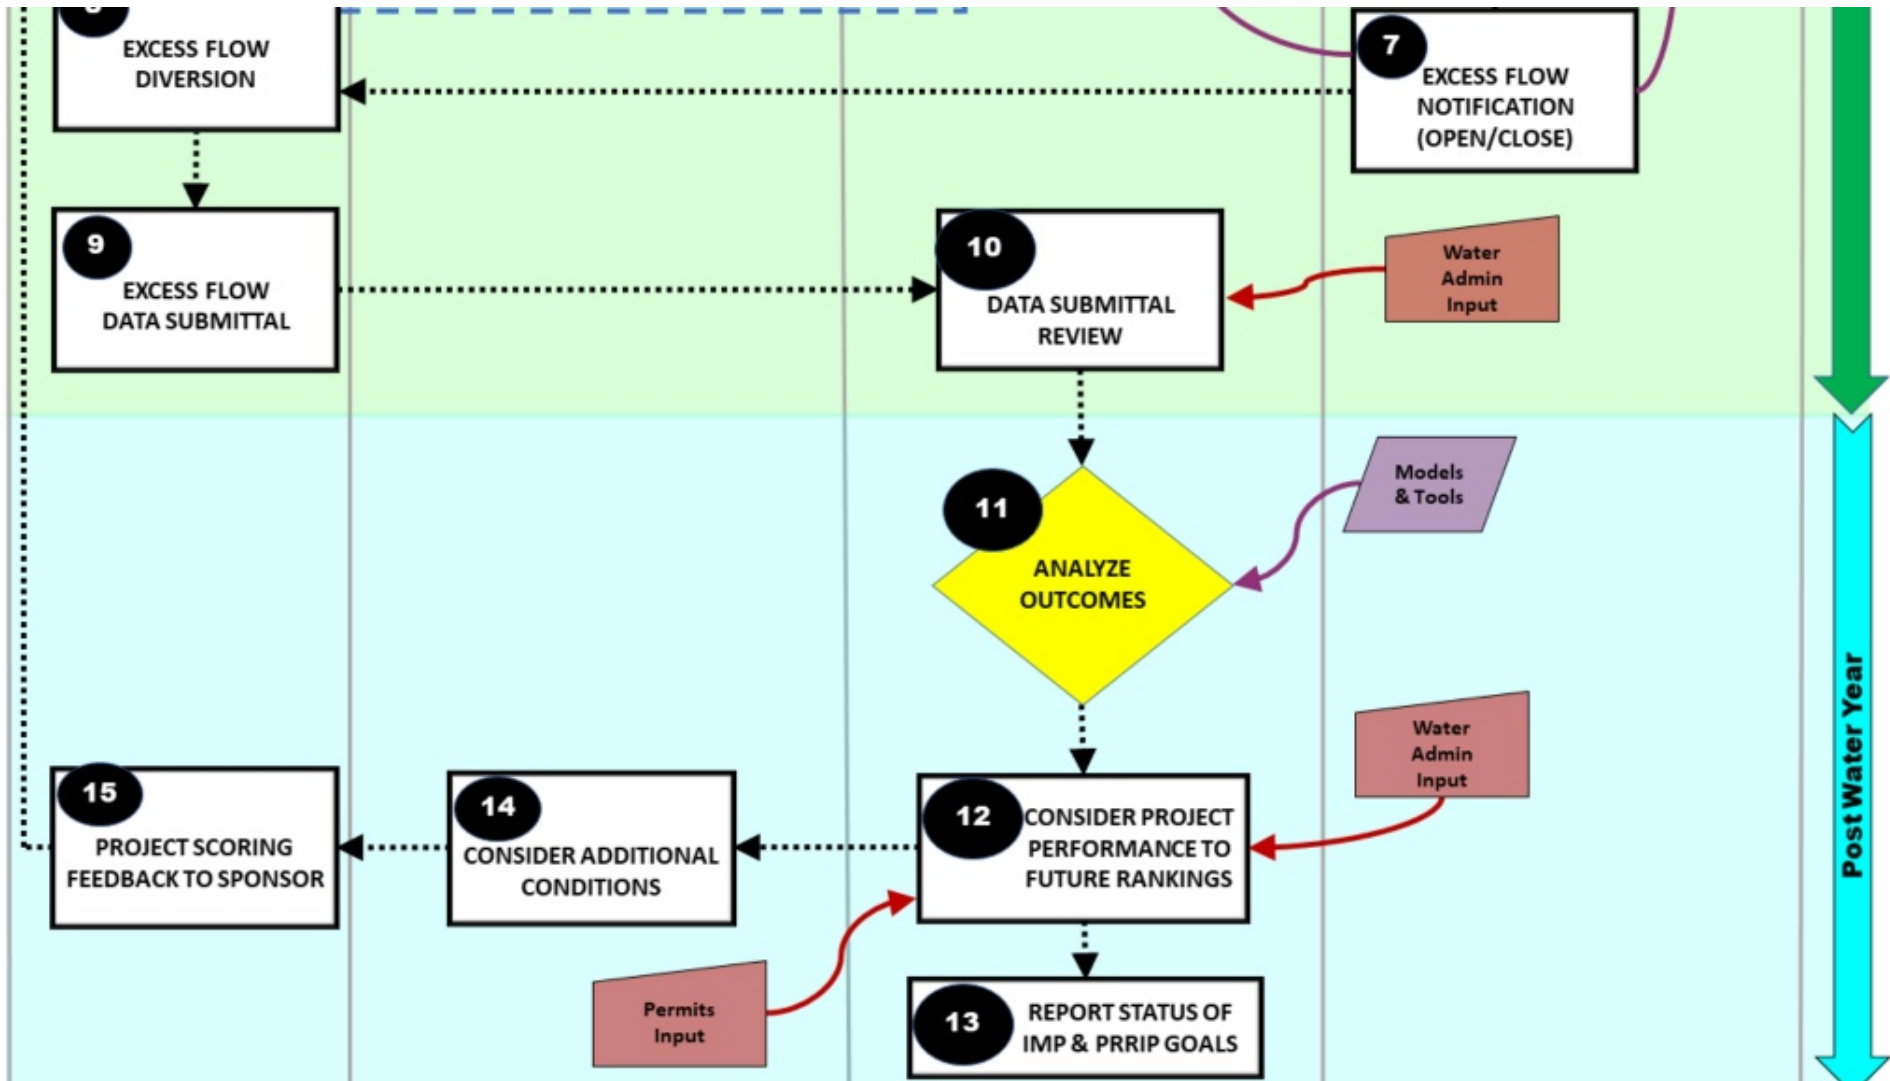 EXCESS FLOW
DIVERSION
7
EXCESS FLOW
NOTIFICATION
(OPEN/CLOSE)
9
EXCESS FLOW
DATA SUBMITTAL
10
DATA SUBMITTAL
REVIEW
Water
Admin
Input
11
ANALYZE
OUTCOMES
Models
& Tools
Post Water Year
15
PROJECT SCORING
FEEDBACK TO SPONSOR
14
CONSIDER ADDITIONAL
CONDITIONS
12
CONSIDER PROJECT
PERFORMANCE TO
FUTURE RANKINGS
Water
Admin
Input
Permits
Input
13
REPORT STATUS OF
IMP & PRRIP GOALS